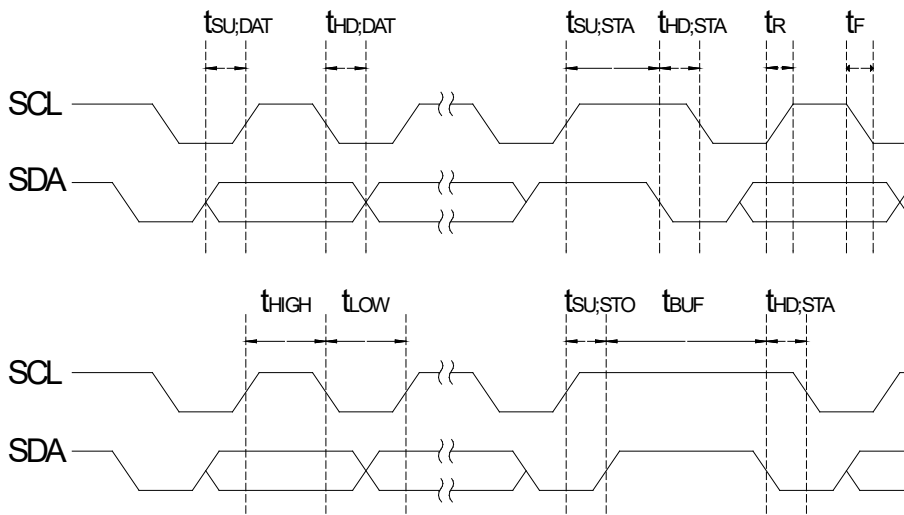 tSU;DAT tHD;DAT tSU;STA tHD;STA tR tF
SCL
SDA
tHIGH tLOW tSU;STO tBUF tHD;STA
SCL
SDA